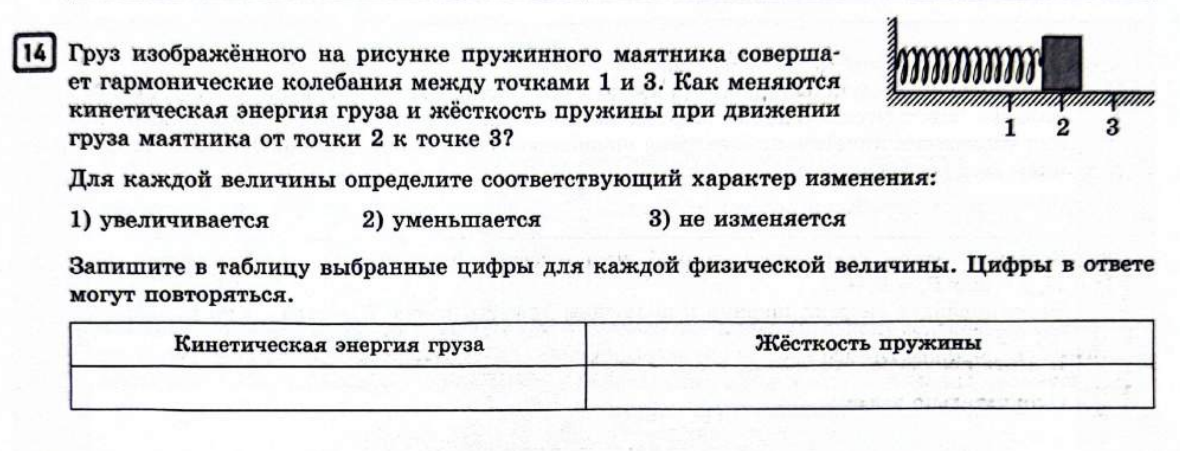 14 Груз изображённого на рисунке пружинного маятника соверша-
ет гармонические колебания между точками 1 и 3. Как меняются
кинетическая энергия груза и жёсткость пружины при движении
груза маятника от точки 2 к точке 3?
1 2 3
Для каждой величины определите соответствующий характер изменения:
1) увеличивается 2) уменьшается 3) не изменяется
Запишите в таблицу выбранные цифры для каждой физической величины. Цифры в ответе
могут повторяться.
Кинетическая энергия груза Жёсткость пружины